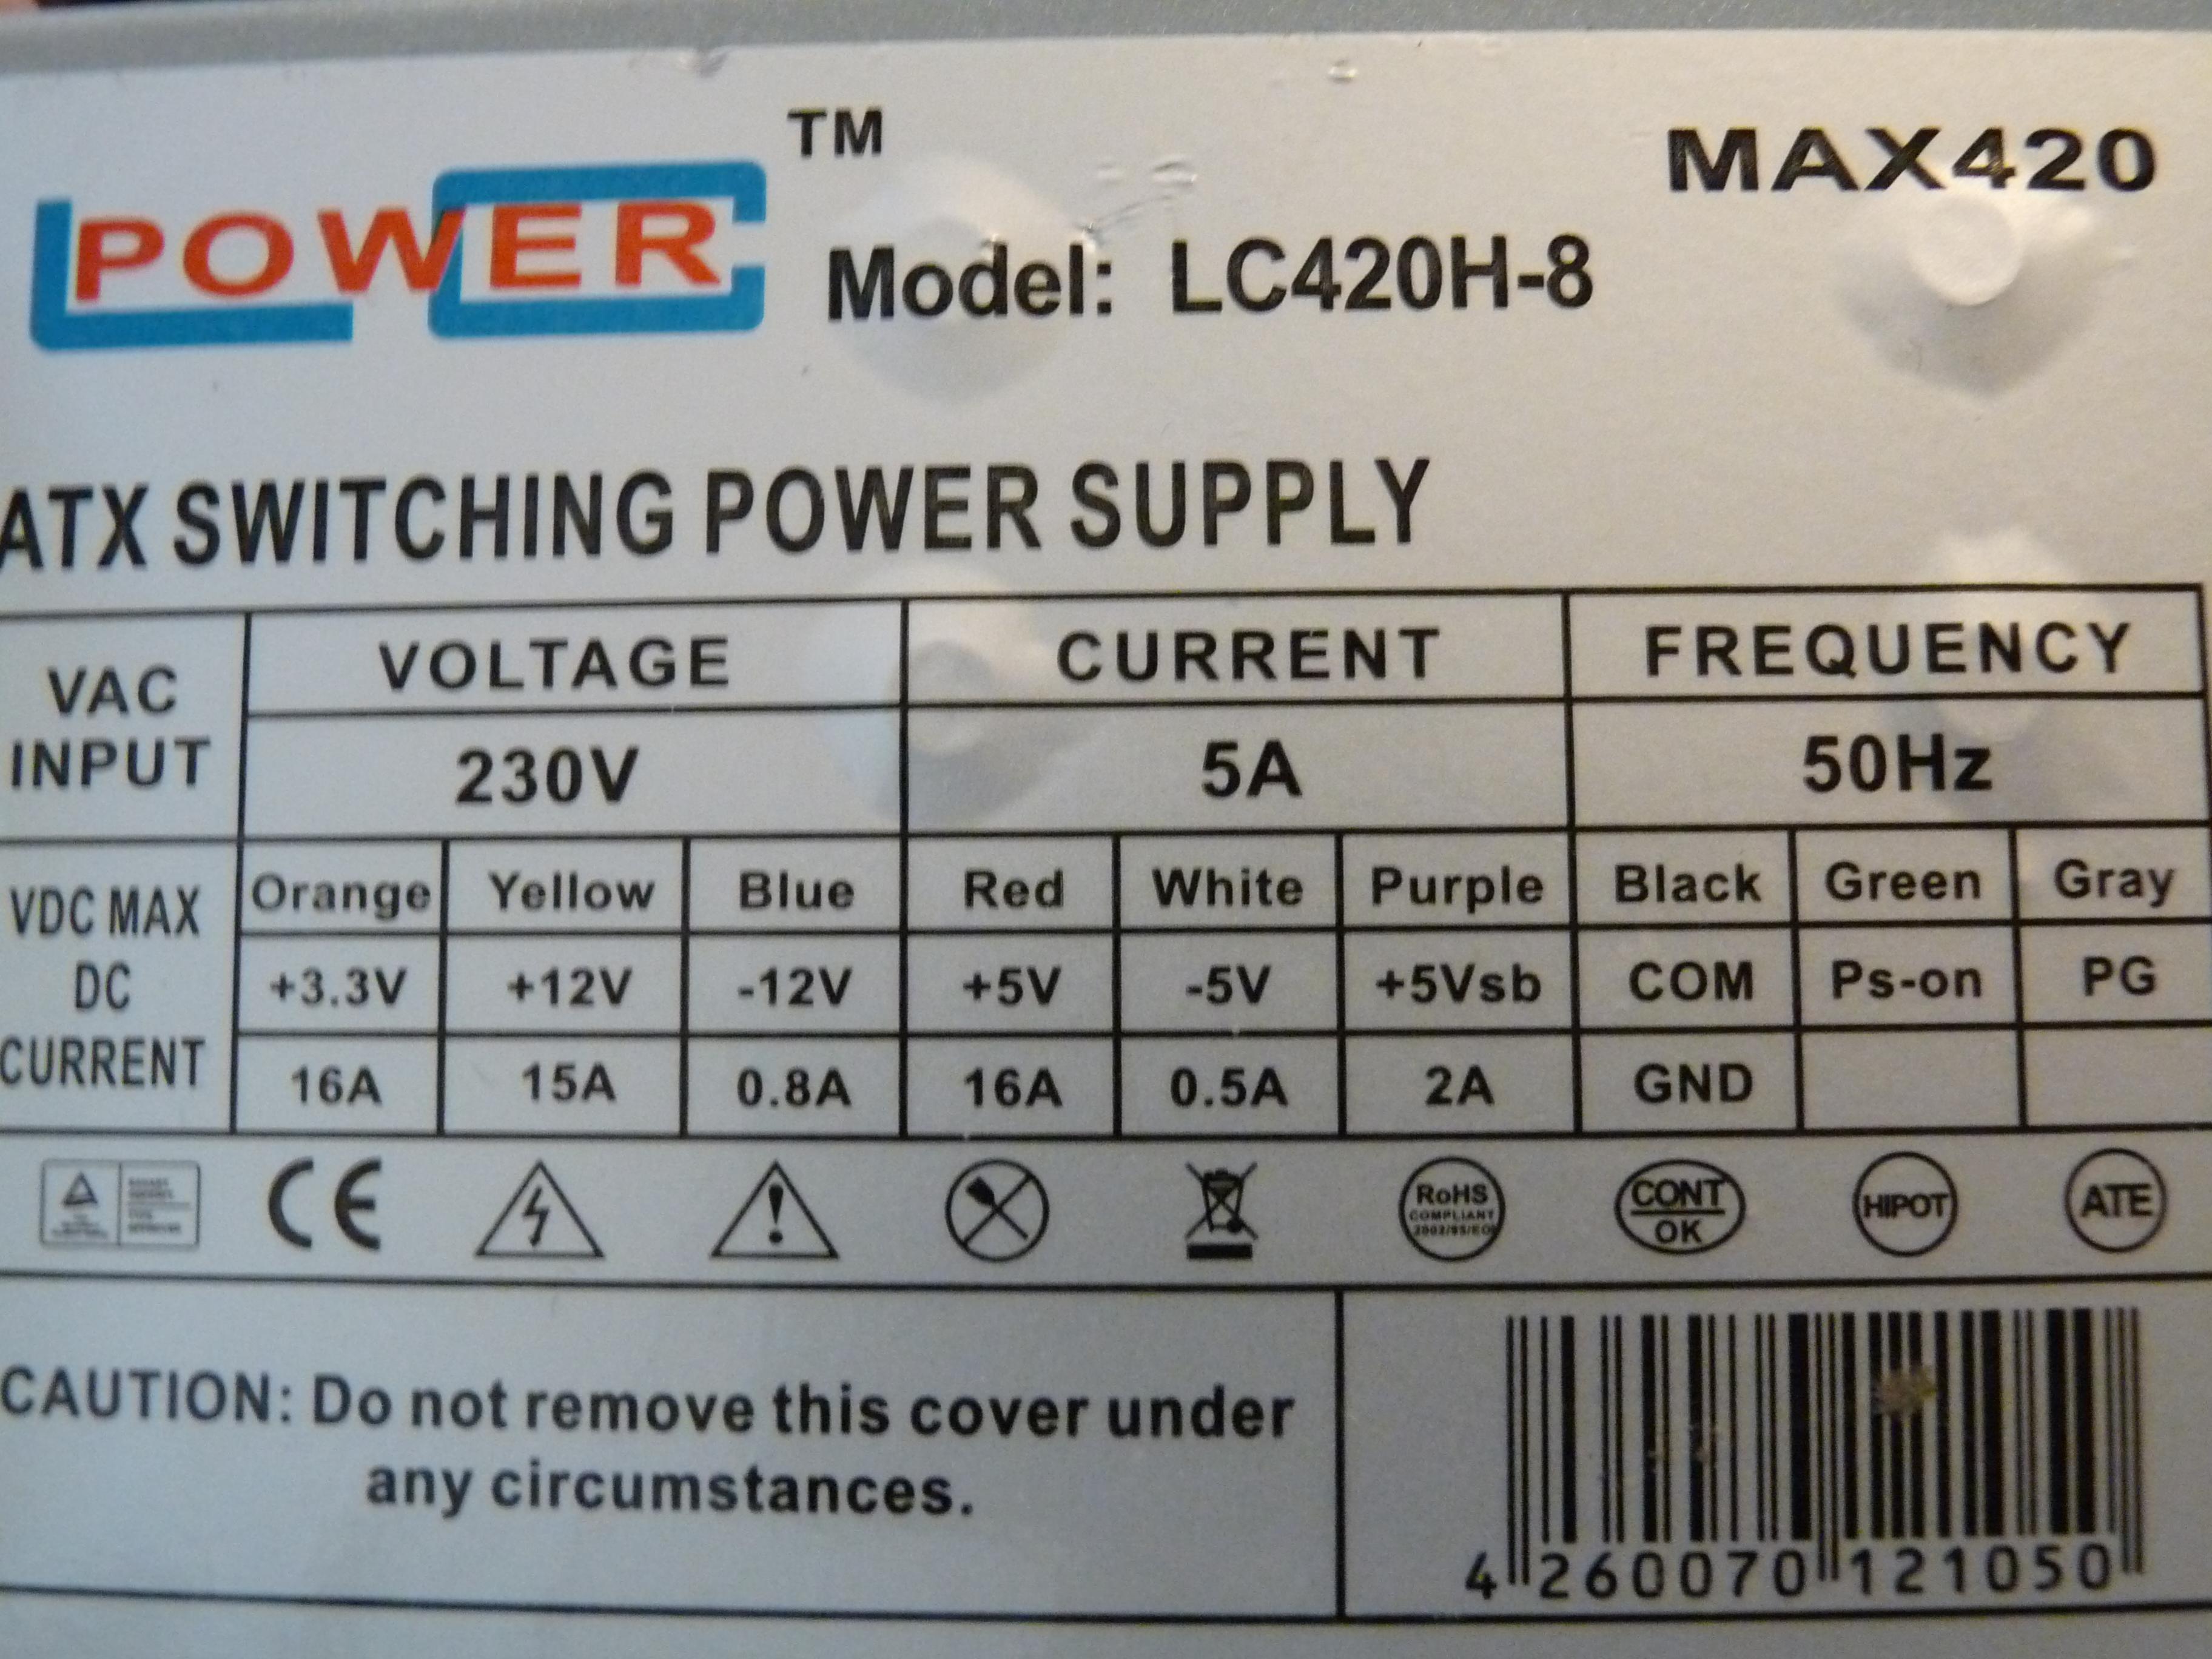 POWER TM
MAX420
Model: LC420H-8
ATX SWITCHING POWER SUPPLY
VAC INPUT
VOLTAGE CURRENT FREQUENCY
230V 5A 50Hz
VDC MAX DC CURRENT
Orange Yellow Blue Red White Purple Black Green Gray
+3.3V +12V -12V +5V -5V +5Vsb COM Ps-on PG
16A 15A 0.8A 16A 0.5A 2A GND
CE
RoHS
COMPLIANT
CONT
OK
HIPOT
ATE
CAUTION: Do not remove this cover under
any circumstances.
4 260070 121050